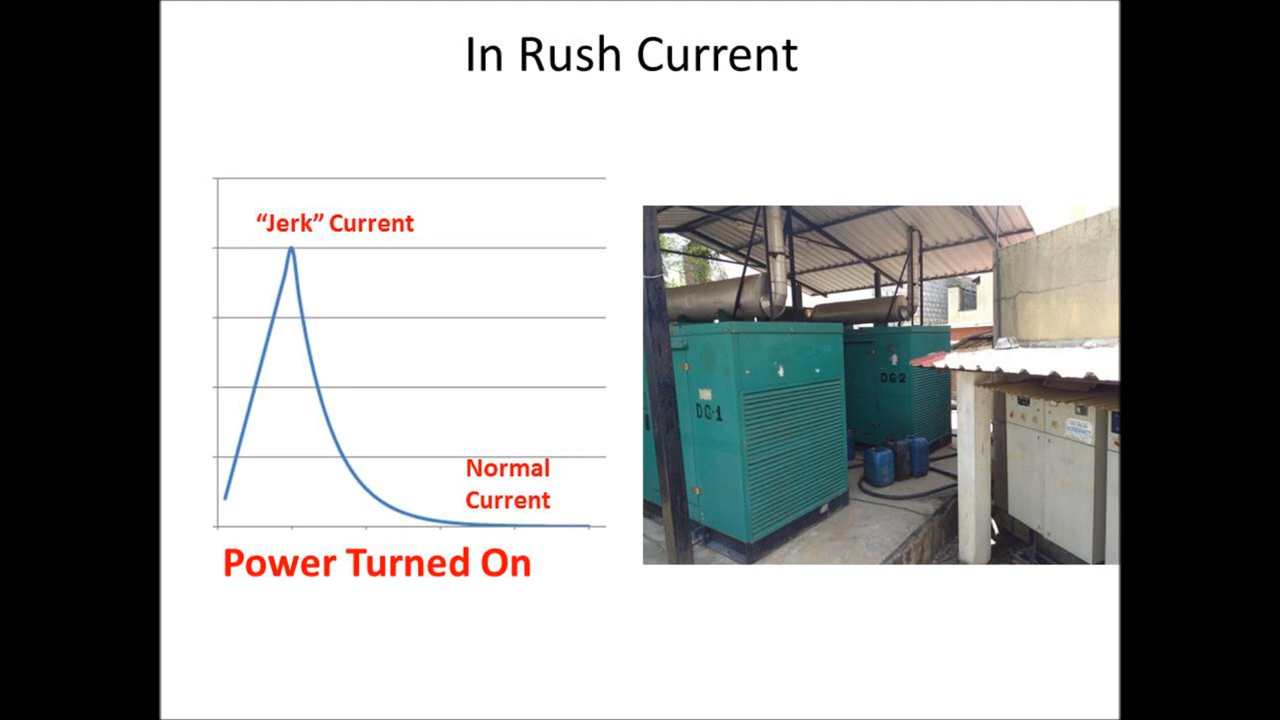 In Rush Current
“Jerk” Current
Normal
Current
Power Turned On
DG-1
DG-2